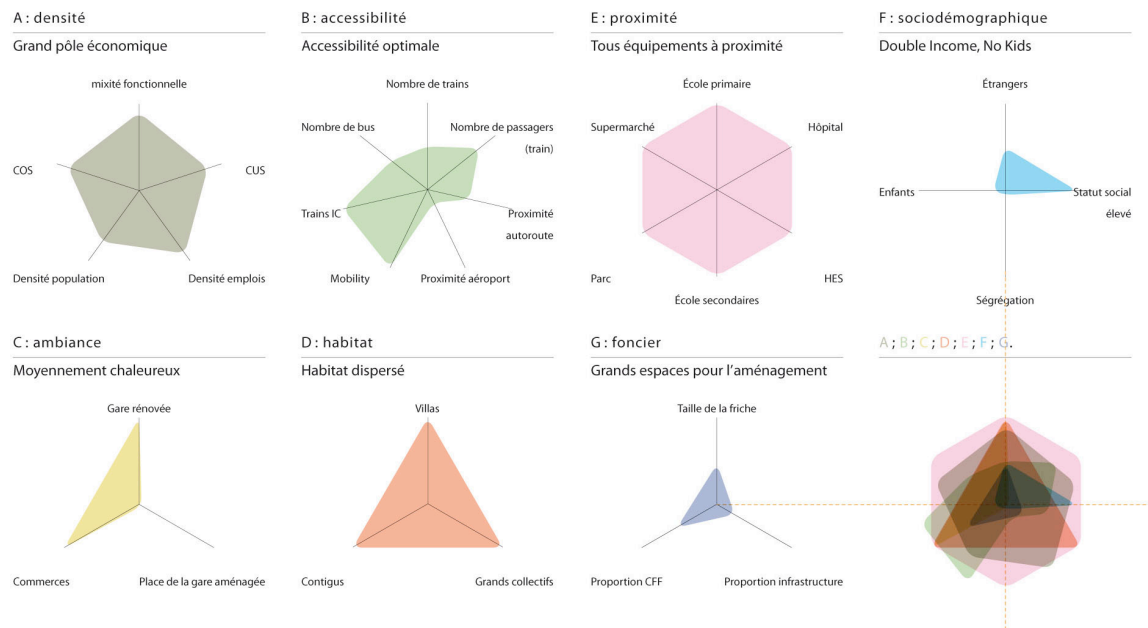 A : densité
Grand pôle économique
mixité fonctionnelle
COS
CUS
Densité population
Densité emplois
B : accessibilité
Accessibilité optimale
Nombre de trains
Nombre de bus
Nombre de passagers
(train)
Trains IC
Proximité
autoroute
Mobility
Proximité aéroport
E : proximité
Tous équipements à proximité
École primaire
Supermarché
Hôpital
Parc
HES
École secondaires
F : sociodémographique
Double Income, No Kids
Étrangers
Enfants
Statut social
élevé
Ségrégation
C : ambiance
Moyennement chaleureux
Gare rénovée
Commerces
Place de la gare aménagée
D : habitat
Habitat dispersé
Villas
Contigus
Grands collectifs
G : foncier
Grands espaces pour l’aménagement
Taille de la friche
Proportion CFF
Proportion infrastructure
A ; B ; C ; D ; E ; F ; G.